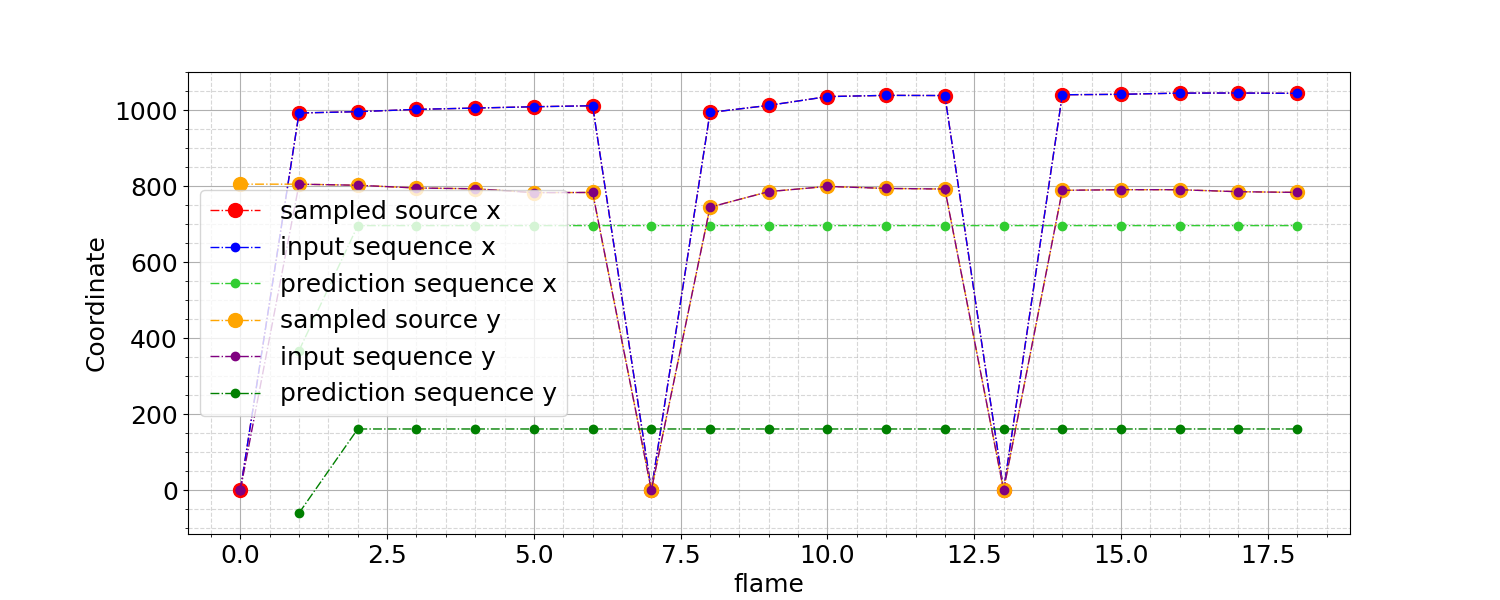 1000
800
600
400
200
0
Coordinate
sampled source x
input sequence x
prediction sequence x
sampled source y
input sequence y
prediction sequence y
0.0 2.5 5.0 7.5 10.0 12.5 15.0 17.5
flame